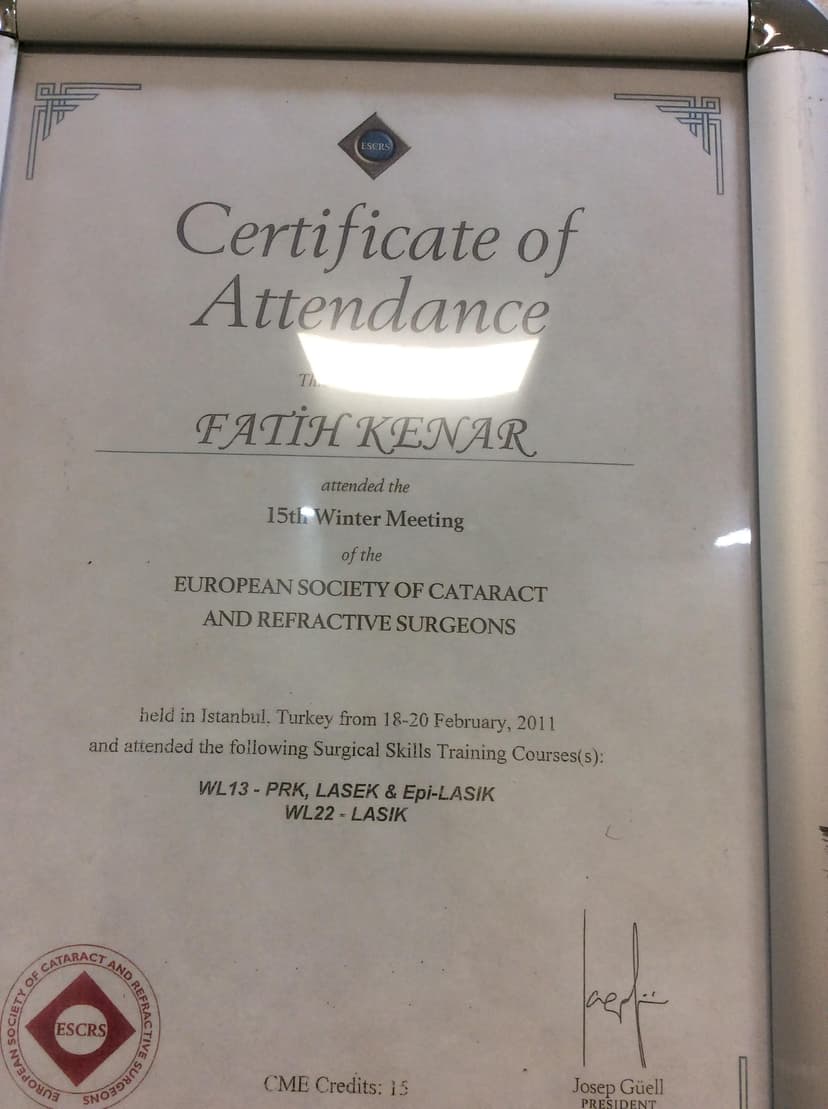 ESCRS
Certificate of
Attendance
FATİH KENAR
attended the
15th Winter Meeting
of the
EUROPEAN SOCIETY OF CATARACT
AND REFRACTIVE SURGEONS
held in Istanbul, Turkey from 18-20 February, 2011
and attended the following Surgical Skills Training Courses(s):
WL13 - PRK, LASEK & Epi-LASIK
WL22 - LASIK
EUROPEAN SOCIETY OF CATARACT AND REFRACTIVE SURGEONS
ESCRS
CME Credits: 15
Josep Güell
PRESIDENT